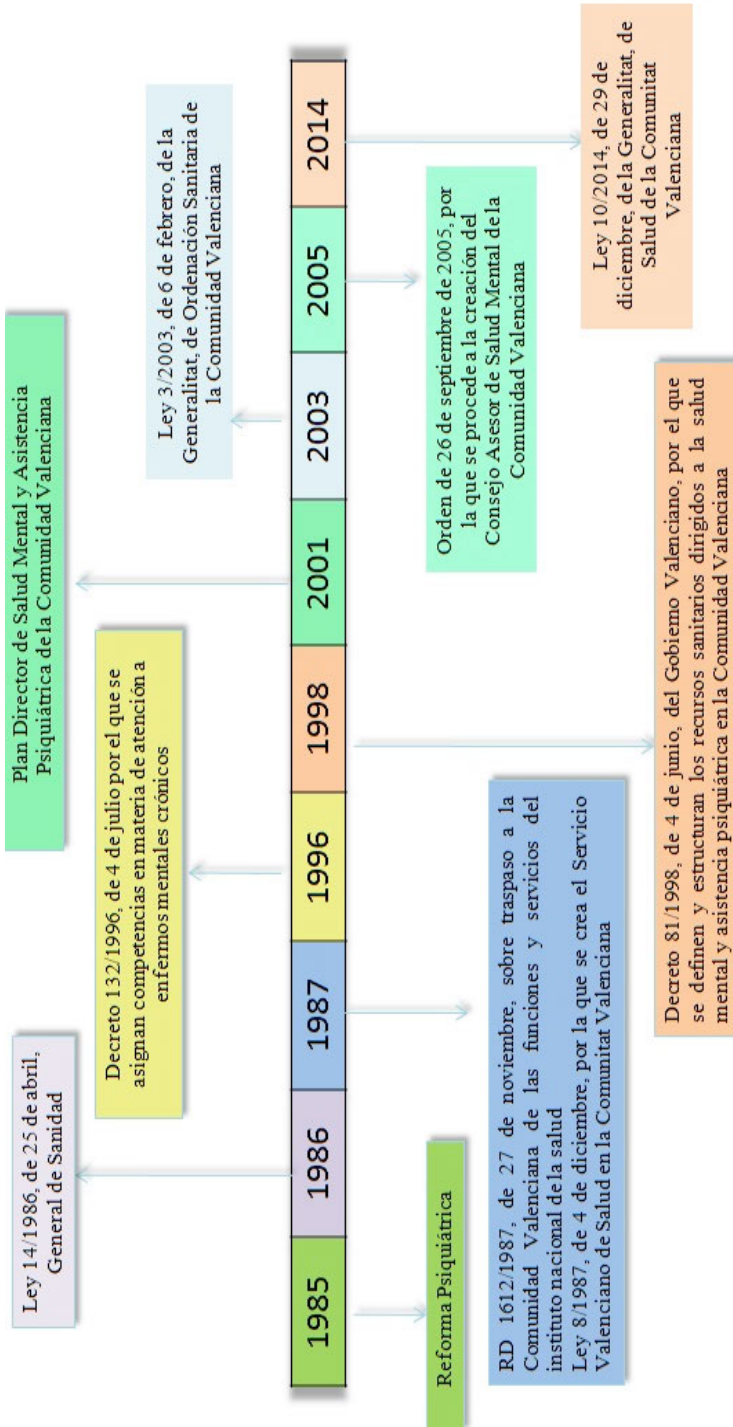 Ley 14/1986, de 25 de abril,
General de Sanidad
Decreto 132/1996, de 4 de julio por el que se
asignan competencias en materia de atención a
enfermos mentales crónicos
Plan Director de Salud Mental y Asistencia
Psiquiátrica de la Comunidad Valenciana
Ley 3/2003, de 6 de febrero, de la
Generalitat, de Ordenación Sanitaria de
la Comunidad Valenciana
1985
1986
1987
1996
1998
2001
2003
2005
2014
Reforma Psiquiátrica
RD 1612/1987, de 27 de noviembre, sobre traspaso a la
Comunidad Valenciana de las funciones y servicios del
instituto nacional de la salud
Ley 8/1987, de 4 de diciembre, por la que se crea el Servicio
Valenciano de Salud en la Comunitat Valenciana
Decreto 81/1998, de 4 de junio, del Gobierno Valenciano, por el que
se definen y estructuran los recursos sanitarios dirigidos a la salud
mental y asistencia psiquiátrica en la Comunidad Valenciana
Orden de 26 de septiembre de 2005, por
la que se procede a la creación del
Consejo Asesor de Salud Mental de la
Comunidad Valenciana
Ley 10/2014, de 29 de
diciembre, de la Generalitat, de
Salud de la Comunitat
Valenciana